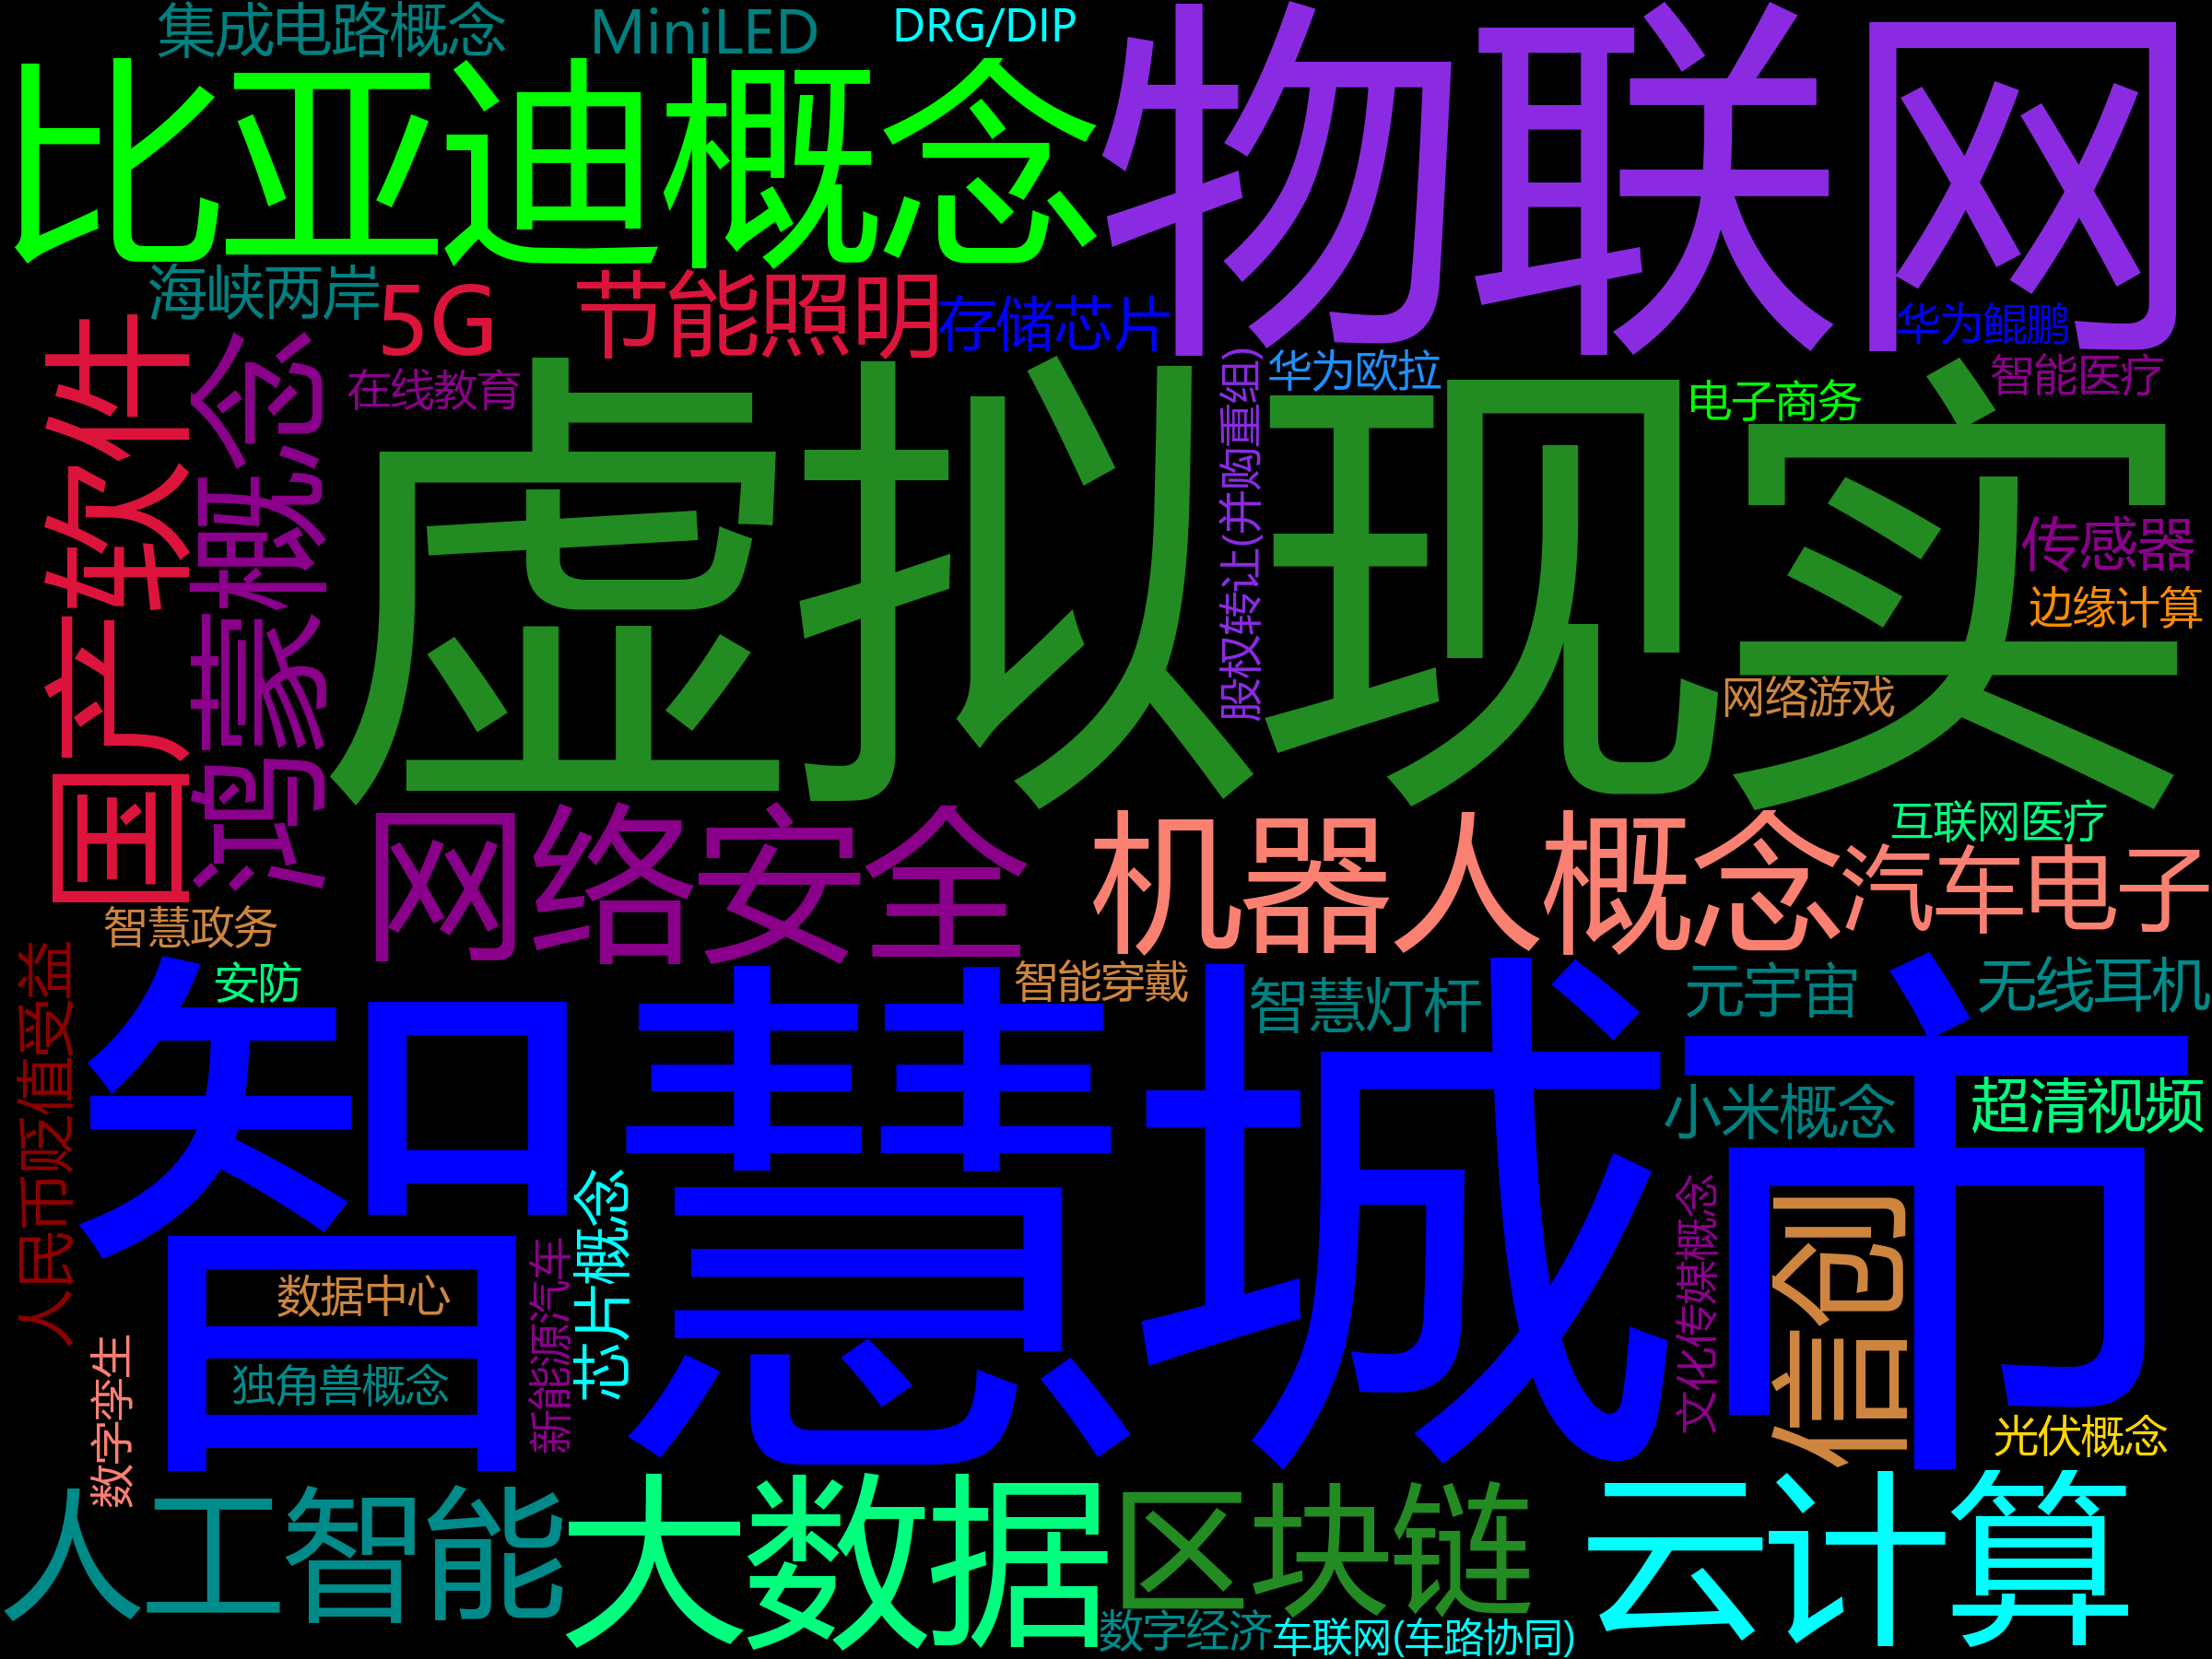 集成电路概念
MiniLED
DRG/DIP
比亚迪概念
物联网
海峡两岸
5G
节能照明
存储芯片
华为鲲鹏
国产软件
鸿蒙概念
在线教育
虚拟现实
股权转让(并购重组)
华为欧拉
电子商务
智能医疗
传感器
边缘计算
网络游戏
网络安全
机器人概念
汽车电子
互联网医疗
智慧政务
安防
人民币贬值受益
智慧城市
智能穿戴
智慧灯杆
元宇宙
无线耳机
小米概念
超清视频
芯片概念
新能源汽车
文化传媒概念
信创
数据中心
独角兽概念
数字孪生
光伏概念
人工智能
大数据
区块链
云计算
数字经济
车联网(车路协同)